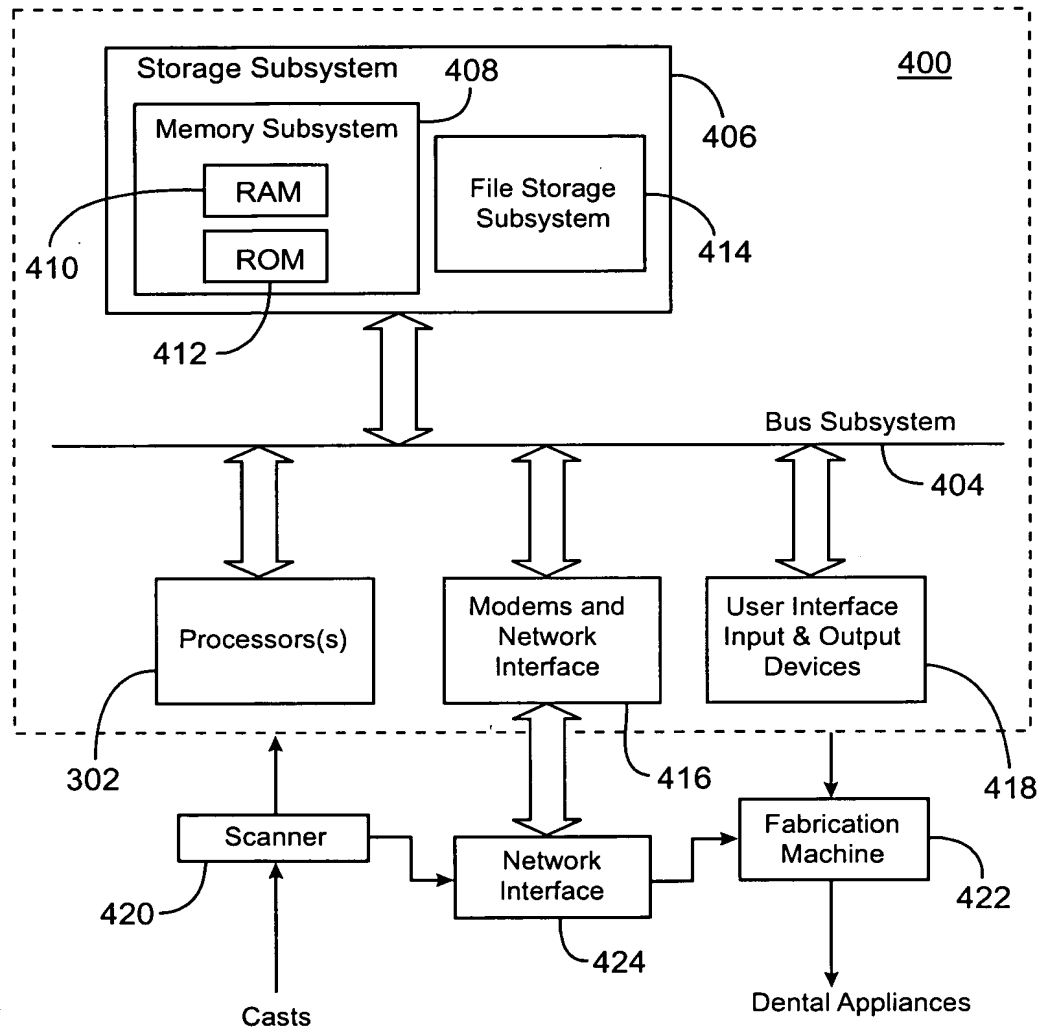 Storage Subsystem
408
400
Memory Subsystem
406
RAM
File Storage
Subsystem
410
ROM
414
412
Bus Subsystem
404
Processors(s)
Modems and
Network
Interface
User Interface
Input & Output
Devices
302
416
418
Scanner
Network
Interface
Fabrication
Machine
420
422
424
Casts
Dental Appliances